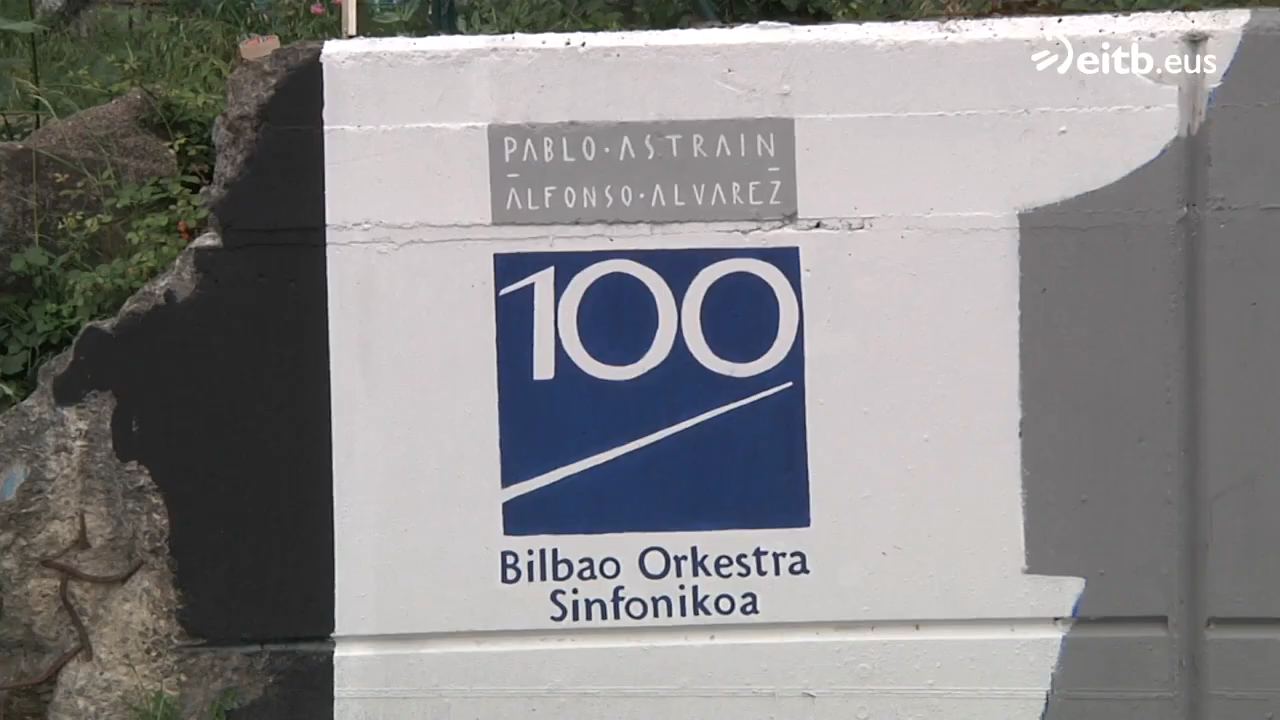 eitb.eus
PABLO·ASTRAIN
ALFONSO·ALVAREZ
100
Bilbao Orkestra
Sinfonikoa